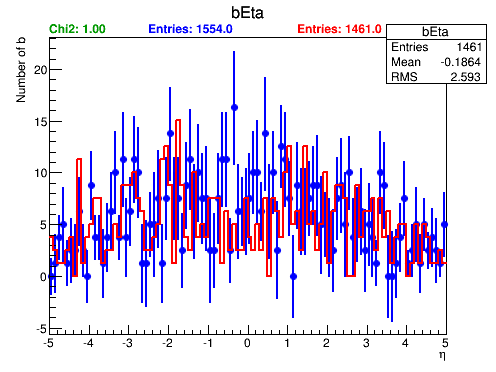 bEta
Chi2: 1.00 Entries: 1554.0 Entries: 1461.0
bEta
Entries 1461
Mean -0.1864
RMS 2.593
Number of b
20
15
10
5
0
-5
-5 -4 -3 -2 -1 0 1 2 3 4 5
η